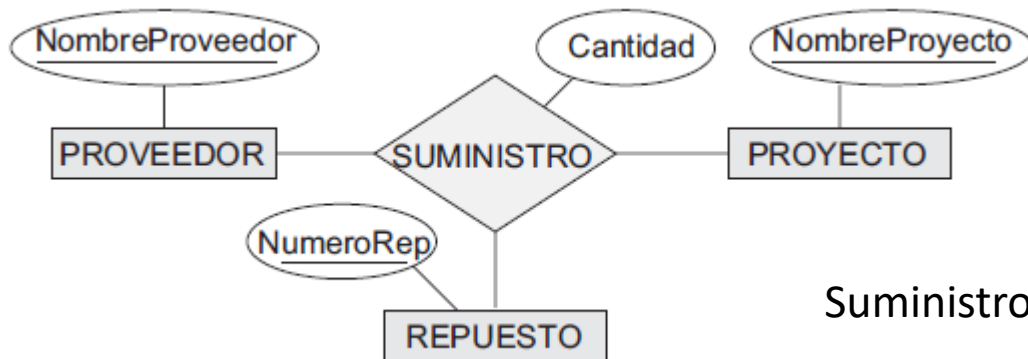 NombreProveedor
Cantidad
NombreProyecto
PROVEEDOR
SUMINISTRO
PROYECTO
NumeroRep
Suministro
REPUESTO